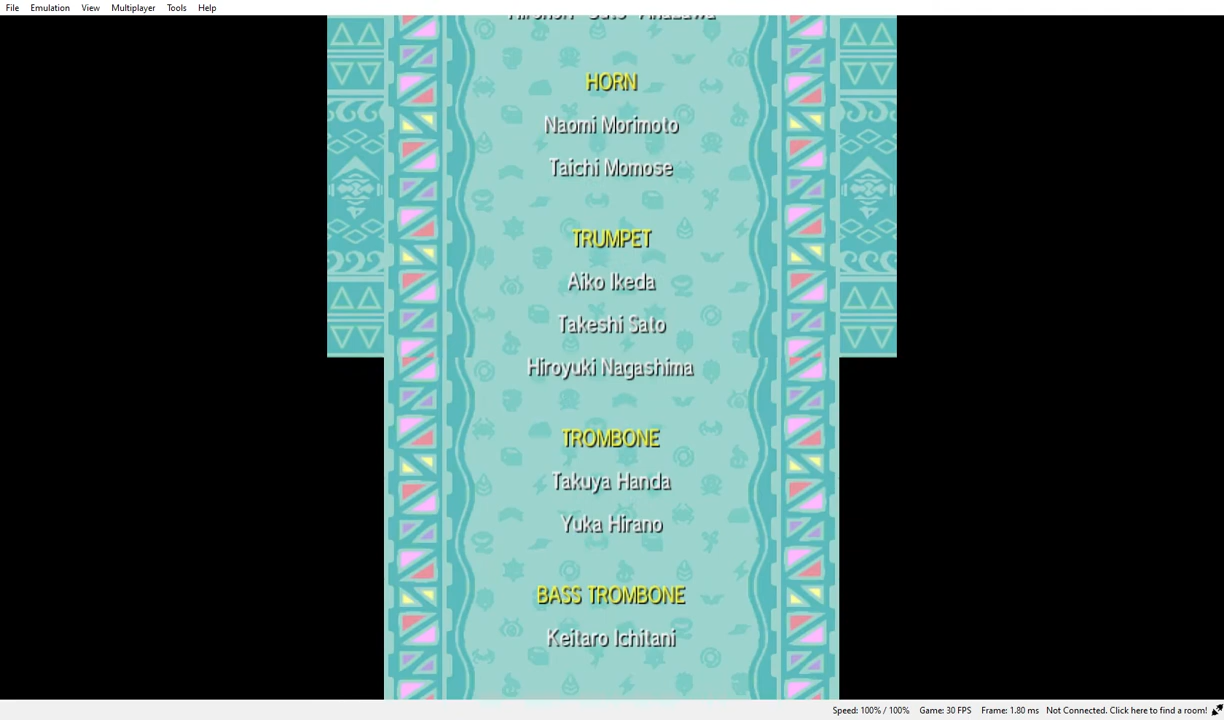 File Emulation View Multiplayer Tools Help
HORN
Naomi Morimoto
Taichi Momose
TRUMPET
Aiko Ikeda
Takeshi Sato
Hiroyuki Nagashima
TROMBONE
Takuya Handa
Yuka Hirano
BASS TROMBONE
Keitaro Ichitani
Speed: 100% / 100% Game: 30 FPS Frame: 1.80 ms Not Connected. Click here to find a room!